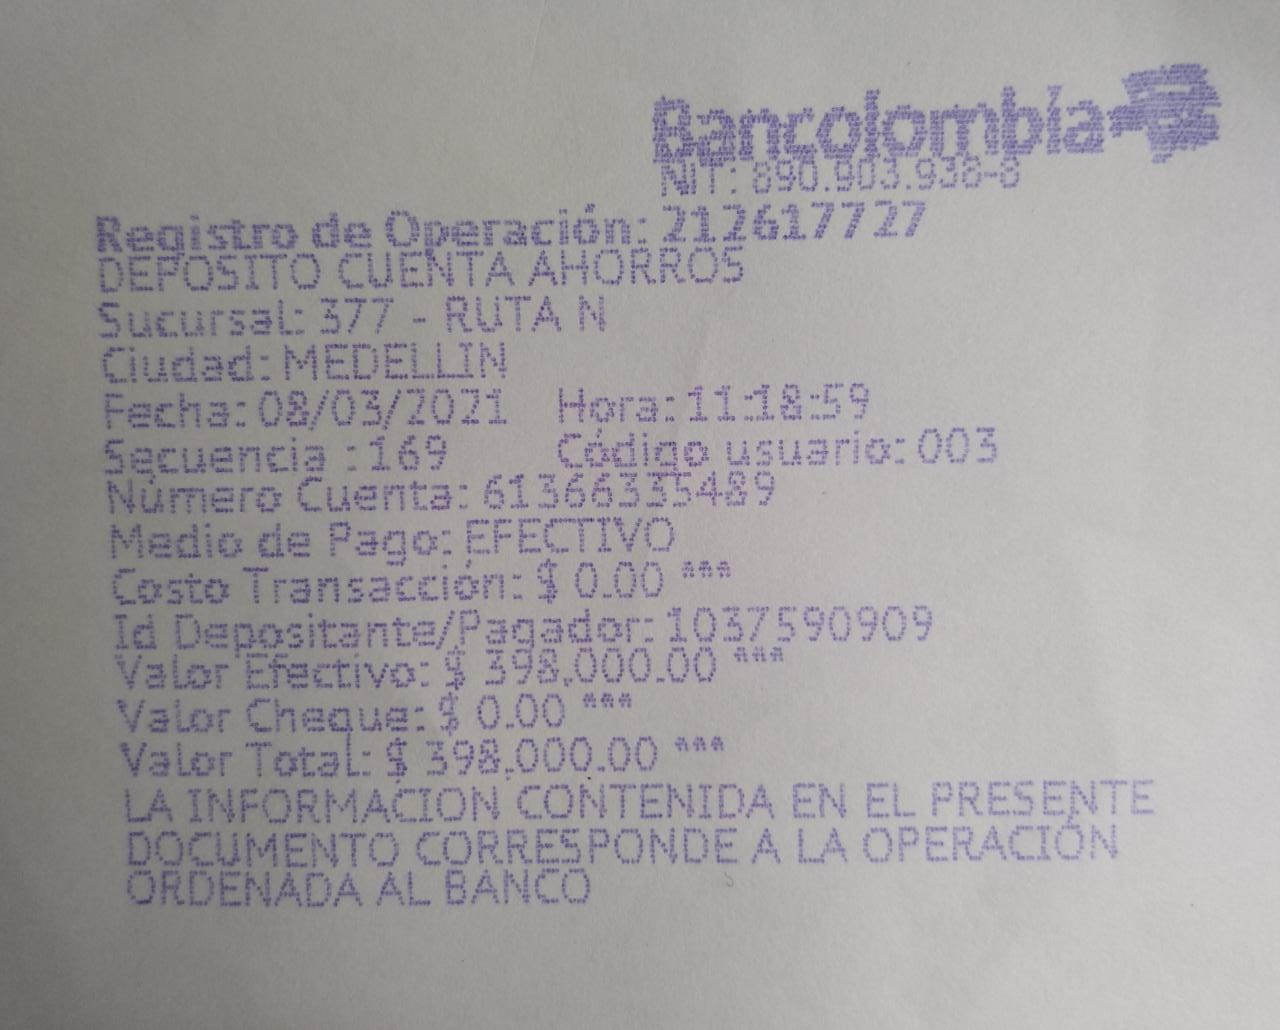 Bancolombia
NIT: 890.903.938-8
Registro de Operación: 212617727
DEPOSITO CUENTA AHORROS
Sucursal: 377 - RUTA N
Ciudad: MEDELLIN
Fecha: 08/03/2021 Hora: 11:18:59
Secuencia : 169 Código usuario: 003
Número Cuenta: 61366335489
Medio de Pago: EFECTIVO
Costo Transacción: $ 0.00 ***
Id Depositante/Pagador: 1037590909
Valor Efectivo: $ 398,000.00 ***
Valor Cheque: $ 0.00 ***
Valor Total: $ 398,000.00 ***
LA INFORMACION CONTENIDA EN EL PRESENTE
DOCUMENTO CORRESPONDE A LA OPERACIÓN
ORDENADA AL BANCO